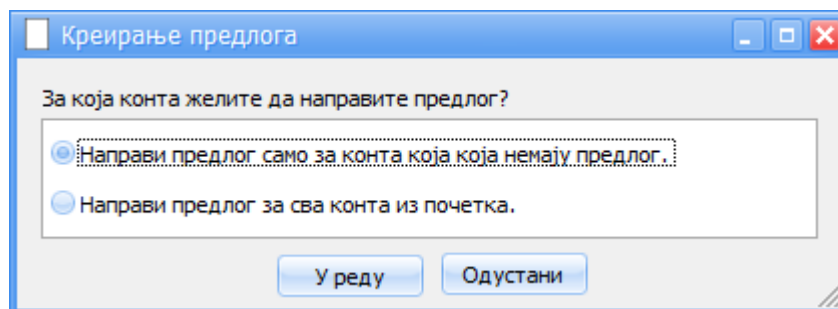 Креирање предлога
За која конта желите да направите предлог?
Направи предлог само за конта која која немају предлог.
Направи предлог за сва конта из почетка.
У реду Одустани